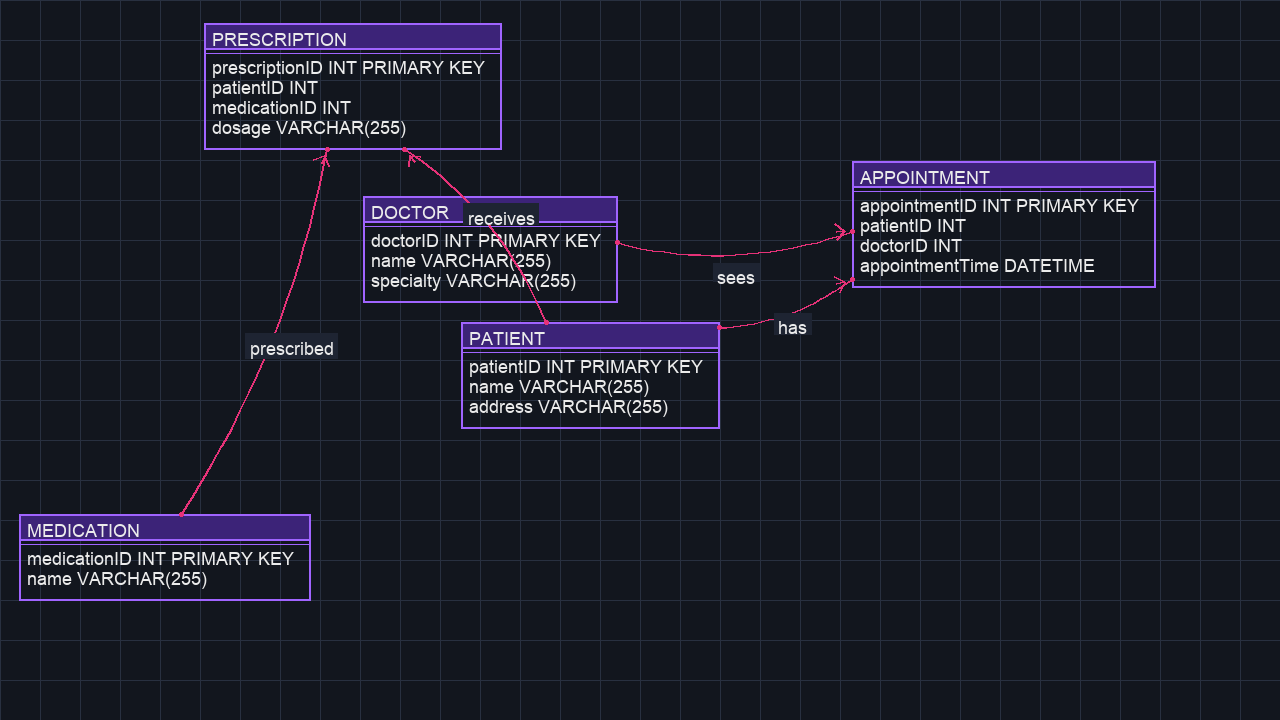 PRESCRIPTION
prescriptionID INT PRIMARY KEY
patientID INT
medicationID INT
dosage VARCHAR(255)
DOCTOR
doctorID INT PRIMARY KEY
name VARCHAR(255)
specialty VARCHAR(255)
receives
APPOINTMENT
appointmentID INT PRIMARY KEY
patientID INT
doctorID INT
appointmentTime DATETIME
sees
has
PATIENT
patientID INT PRIMARY KEY
name VARCHAR(255)
address VARCHAR(255)
prescribed
MEDICATION
medicationID INT PRIMARY KEY
name VARCHAR(255)